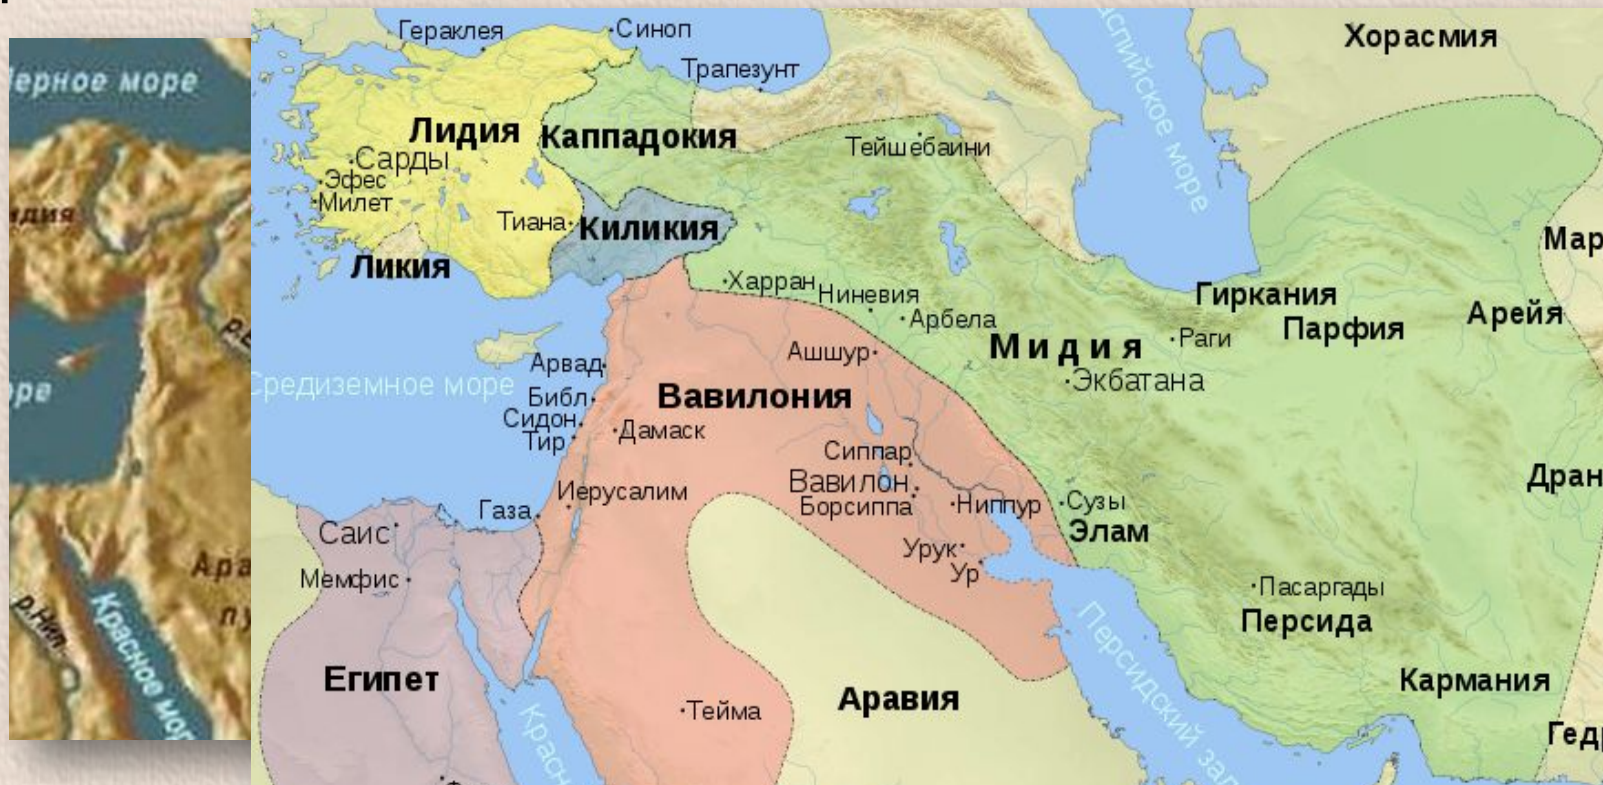 Черное море
р.Нил.
Красное мор
Гераклея
Синоп
Трапезунт
Каспийское море
Хорасмия
Лидия
Каппадокия
Тейшебаини
Сарды
Эфес
Милет
Тиана
Киликия
Ликия
Мар
Харран
Ниневия
Арбела
Гиркания
Парфия
Арейя
Мидия
Раги
Экбатана
Ашшур
Арвад
Средиземное море
Библ
Сидон
Тир
Вавилония
Дамаск
Сиппар
Вавилон
Борсиппа
Ниппур
Сузы
Элам
Дран
Газа
Иерусалим
Саис
Мемфис
Урук
Ур
Пасаргады
Персида
Персидский зал
Кармания
Египет
Тейма
Аравия
Гед
Красн